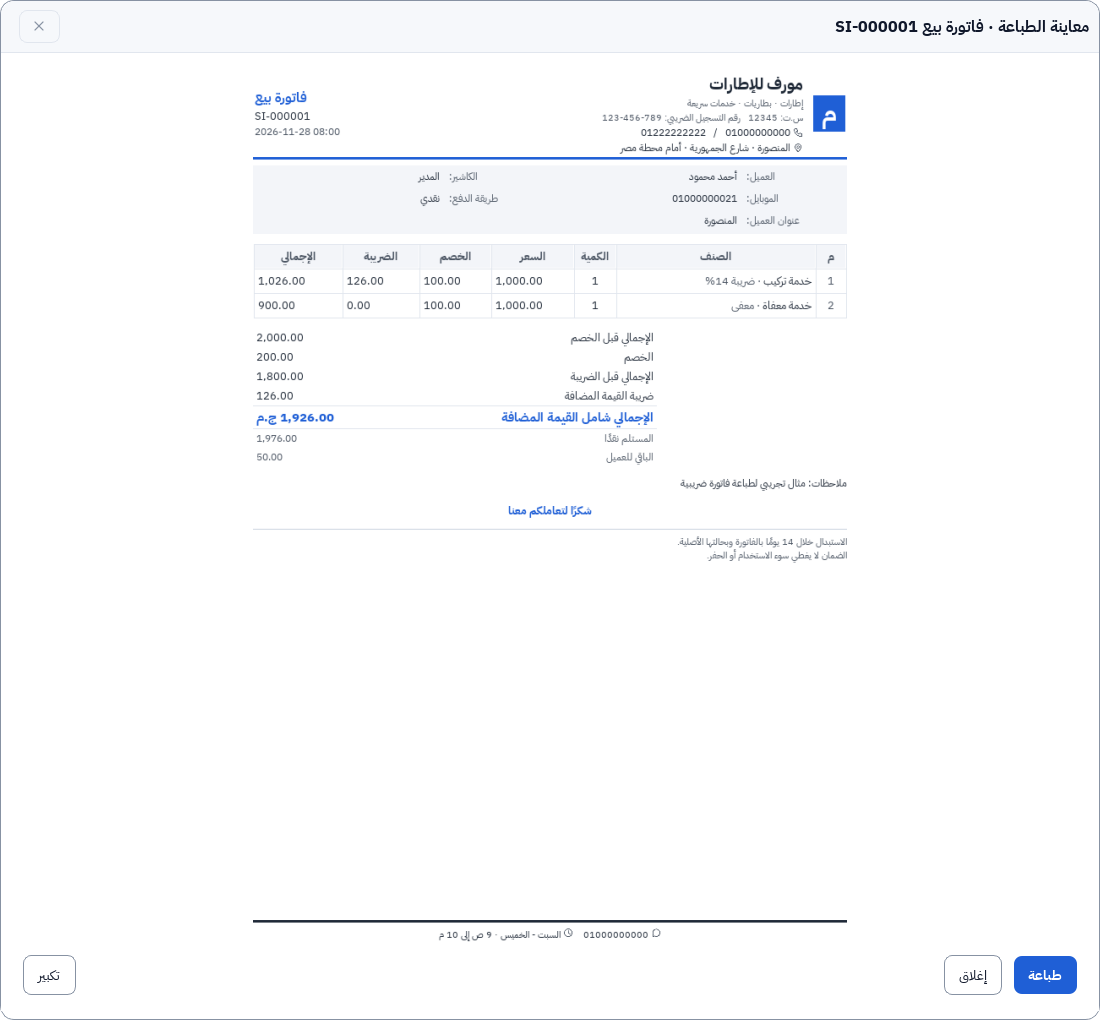 معاينة الطباعة · فاتورة بيع SI-000001
مورف للإطارات
إطارات · بطاريات · خدمات سريعة
س.ت: 12345 رقم التسجيل الضريبي: 789-456-123
01000000000 / 01222222222
المنصورة · شارع الجمهورية · أمام محطة مصر
م
فاتورة بيع
SI-000001
2026-11-28 08:00
العميل: أحمد محمود الكاشير: المدير
الموبايل: 01000000021 طريقة الدفع: نقدي
عنوان العميل: المنصورة
م الصنف الكمية السعر الخصم الضريبة الإجمالي
1 خدمة تركيب · ضريبة 14% 1 1,000.00 100.00 126.00 1,026.00
2 خدمة معفاة · معفى 1 1,000.00 100.00 0.00 900.00
الإجمالي قبل الخصم 2,000.00
الخصم 200.00
الإجمالي قبل الضريبة 1,800.00
ضريبة القيمة المضافة 126.00
الإجمالي شامل القيمة المضافة 1,926.00 ج.م
المستلم نقدًا 1,976.00
الباقي للعميل 50.00
ملاحظات: مثال تجريبي لطباعة فاتورة ضريبية
شكرًا لتعاملكم معنا
الاستبدال خلال 14 يومًا بالفاتورة وبحالتها الأصلية.
الضمان لا يغطي سوء الاستخدام أو الحفر.
01000000000 السبت - الخميس · 9 ص إلى 10 م
طباعة إغلاق تكبير